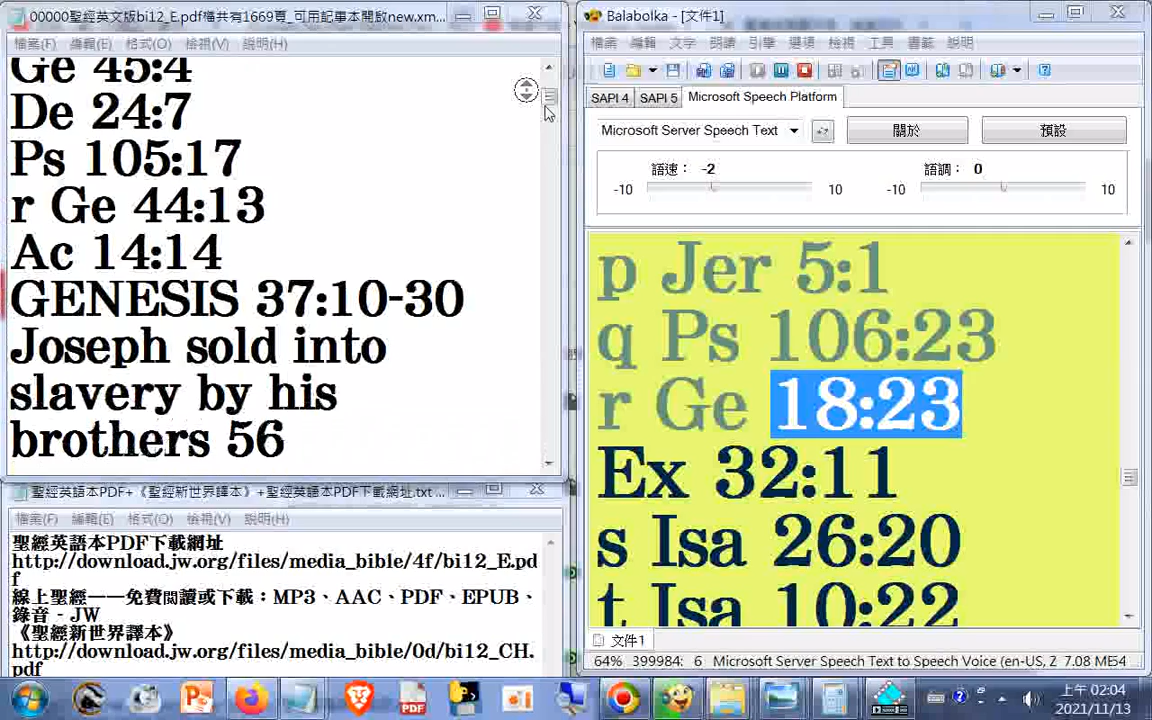 00000聖經英文版bi12_E.pdf檔共有1669頁_可用記事本開啟new.xm...
檔案(F) 編輯(E) 格式(O) 檢視(V) 說明(H)
Ge 45:4
De 24:7
Ps 105:17
r Ge 44:13
Ac 14:14
GENESIS 37:10-30
Joseph sold into
slavery by his
brothers 56
聖經英語本PDF+《聖經新世界譯本》+聖經英語本PDF下載網址.txt ...
檔案(F) 編輯(E) 格式(O) 檢視(V) 說明(H)
聖經英語本PDF下載網址
http://download.jw.org/files/media_bible/4f/bi12_E.pd
f
線上聖經——免費閱讀或下載：MP3、AAC、PDF、EPUB、
錄音 - JW
《聖經新世界譯本》
http://download.jw.org/files/media_bible/0d/bi12_CH.
pdf
Balabolka - [文件1]
檔案 編輯 文字 朗讀 引擎 選項 檢視 工具 書籤 說明
SAPI 4 SAPI 5 Microsoft Speech Platform
Microsoft Server Speech Text 關於 預設
語速： -2 語調： 0
-10 10 -10 10
p Jer 5:1
q Ps 106:23
r Ge 18:23
Ex 32:11
s Isa 26:20
t Isa 10:22
文件1
64% 399984: 6 Microsoft Server Speech Text to Speech Voice (en-US, 2 7.08 ME54
PDF
上午 02:04
2021/11/13